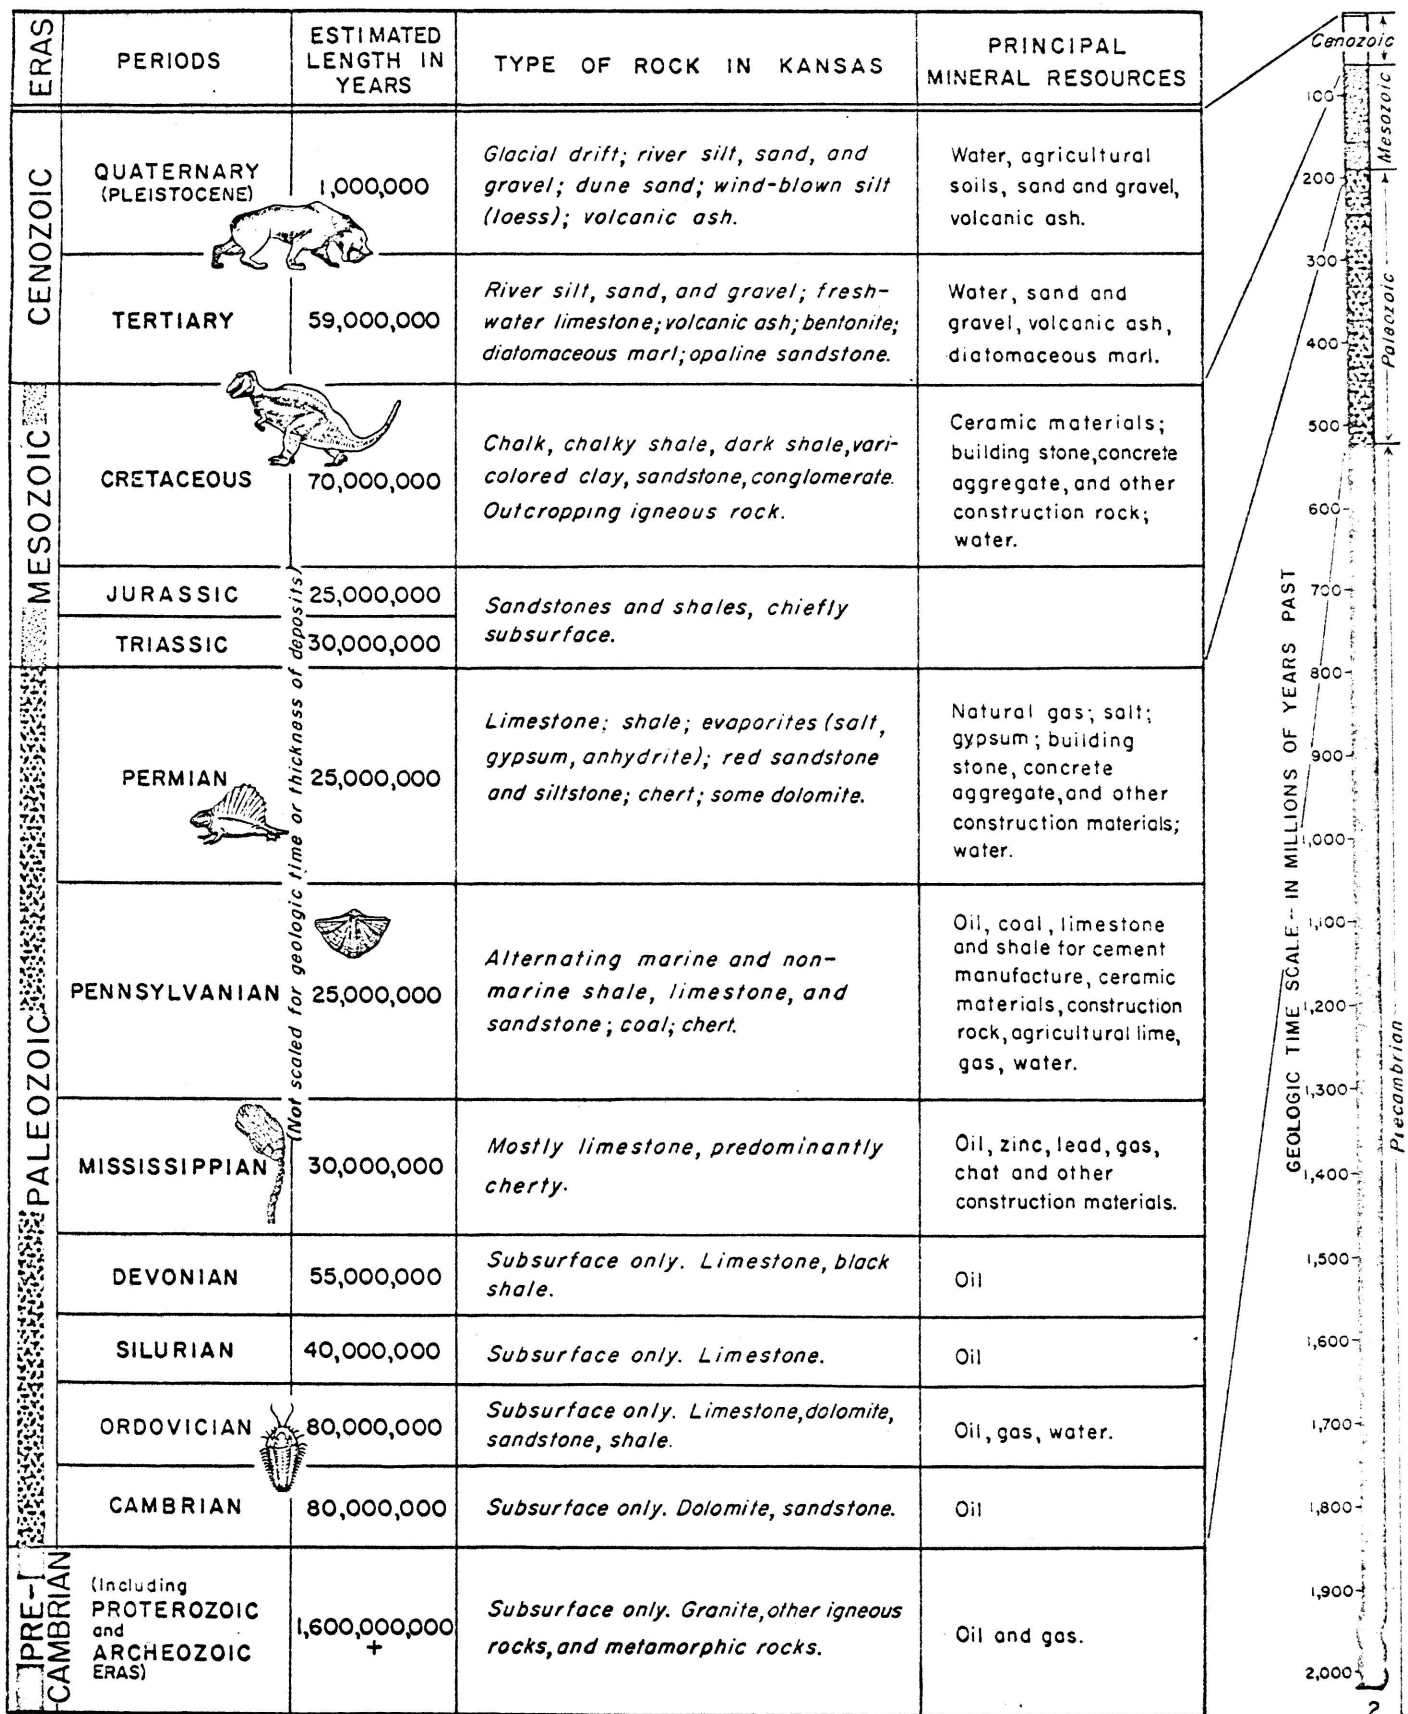 ERAS
PERIODS
ESTIMATED
LENGTH IN
YEARS
TYPE OF ROCK IN KANSAS
PRINCIPAL
MINERAL RESOURCES
CENOZOIC
QUATERNARY
(PLEISTOCENE)
1,000,000
Glacial drift; river silt, sand, and
gravel; dune sand; wind-blown silt
(loess); volcanic ash.
Water, agricultural
soils, sand and gravel,
volcanic ash.
TERTIARY
59,000,000
River silt, sand, and gravel; fresh-
water limestone; volcanic ash; bentonite;
diatomaceous marl; opaline sandstone.
Water, sand and
gravel, volcanic ash,
diatomaceous marl.
MESOZOIC
CRETACEOUS
70,000,000
Chalk, chalky shale, dark shale, vari-
colored clay, sandstone, conglomerate.
Outcropping igneous rock.
Ceramic materials;
building stone, concrete
aggregate, and other
construction rock;
water.
JURASSIC
25,000,000
TRIASSIC
30,000,000
Sandstones and shales, chiefly
subsurface.
(Not scaled for geologic time or thickness of deposits)
PALEOZOIC
PERMIAN
25,000,000
Limestone; shale; evaporites (salt,
gypsum, anhydrite); red sandstone
and siltstone; chert; some dolomite.
Natural gas; salt;
gypsum; building
stone, concrete
aggregate, and other
construction materials;
water.
PENNSYLVANIAN
25,000,000
Alternating marine and non-
marine shale, limestone, and
sandstone; coal; chert.
Oil, coal, limestone
and shale for cement
manufacture, ceramic
materials, construction
rock, agricultural lime,
gas, water.
MISSISSIPPIAN
30,000,000
Mostly limestone, predominantly
cherty.
Oil, zinc, lead, gas,
chat and other
construction materials.
DEVONIAN
55,000,000
Subsurface only. Limestone, black
shale.
Oil
SILURIAN
40,000,000
Subsurface only. Limestone.
Oil
ORDOVICIAN
80,000,000
Subsurface only. Limestone, dolomite,
sandstone, shale.
Oil, gas, water.
CAMBRIAN
80,000,000
Subsurface only. Dolomite, sandstone.
Oil
PRE-
CAMBRIAN
(Including
PROTEROZOIC
and
ARCHEOZOIC
ERAS)
1,600,000,000
+
Subsurface only. Granite, other igneous
rocks, and metamorphic rocks.
Oil and gas.
GEOLOGIC TIME SCALE -- IN MILLIONS OF YEARS PAST
100
200
300
400
500
600
700
800
900
1,000
1,100
1,200
1,300
1,400
1,500
1,600
1,700
1,800
1,900
2,000
Cenozoic
Mesozoic
Paleozoic
Precambrian
?